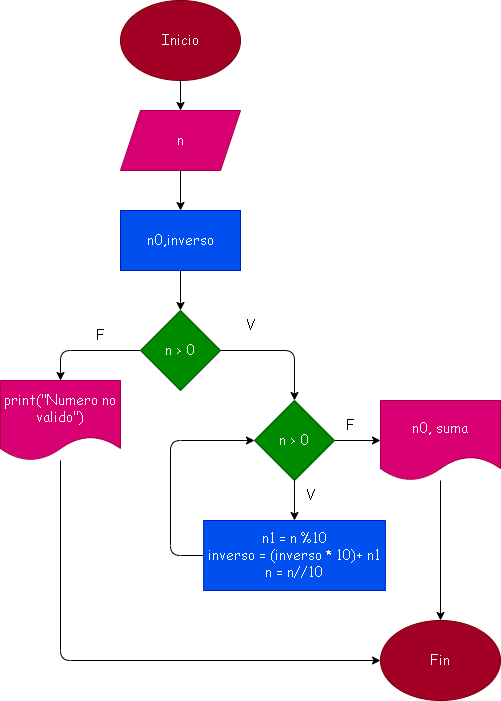 Inicio
n
n0,inverso
n > 0
F
V
print("Numero no
valido")
n > 0
F
n0, suma
V
n1 = n %10
inverso = (inverso * 10)+ n1
n = n//10
Fin